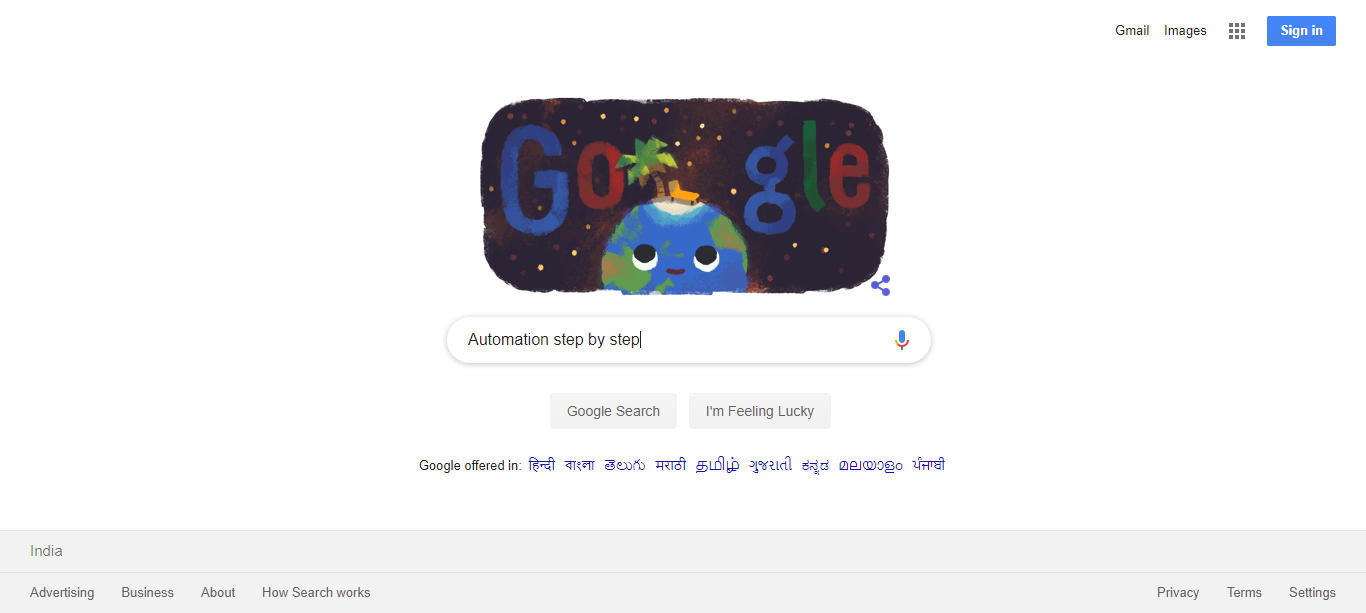 Gmail Images Sign in
Google
Automation step by step
Google Search I'm Feeling Lucky
Google offered in: हिन्दी বাংলা తెలుగు मराठी தமிழ் ગુજરાતી ಕನ್ನಡ മലയാളം ਪੰਜਾਬੀ
India
Advertising Business About How Search works Privacy Terms Settings